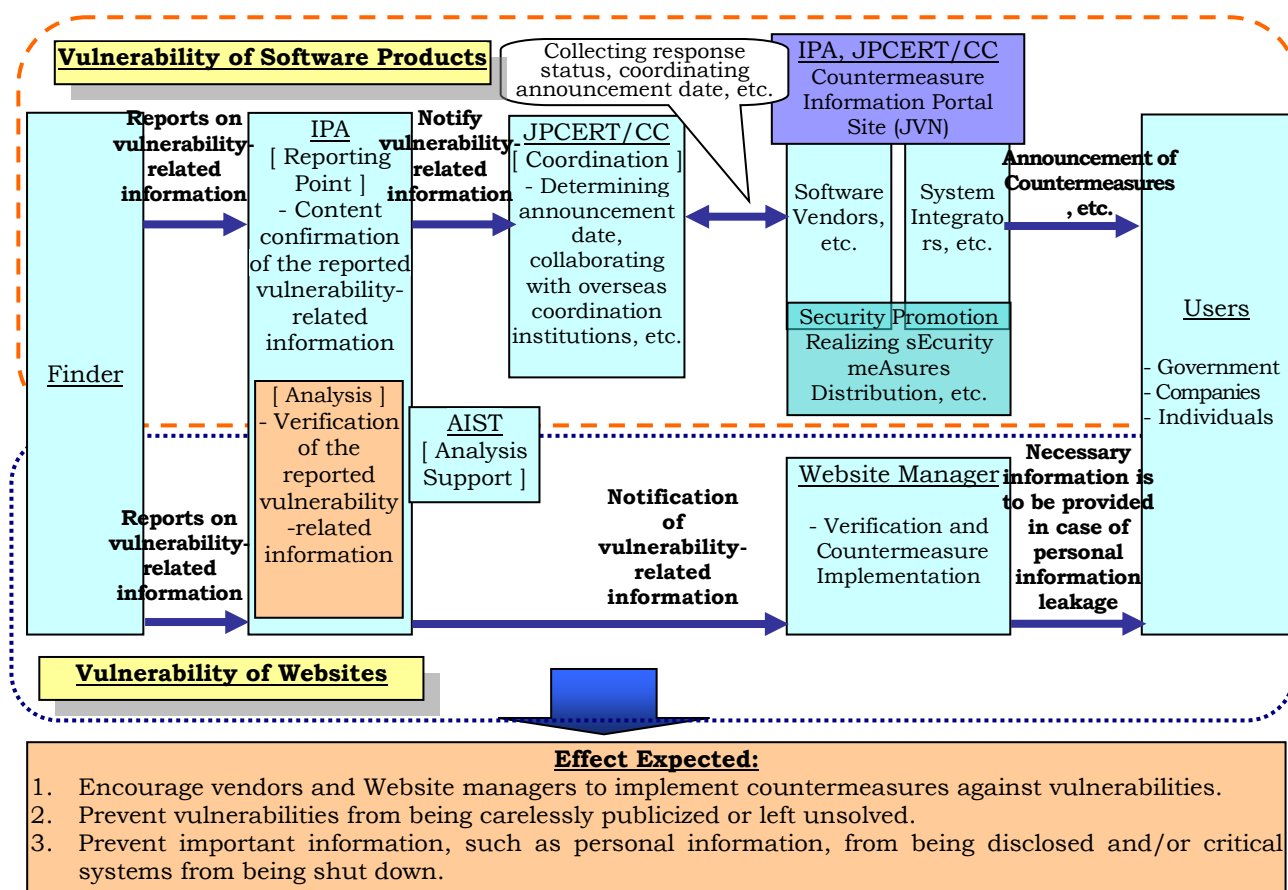 Vulnerability of Software Products
Collecting response
status, coordinating
announcement date, etc.
IPA, JPCERT/CC
Countermeasure
Information Portal
Site (JVN)
Finder
Reports on
vulnerability-
related
information
IPA
[ Reporting
Point ]
- Content
confirmation
of the reported
vulnerability-
related
information
[ Analysis ]
- Verification
of the
reported
vulnerability
-related
information
Notify
vulnerability-
related
information
JPCERT/CC
[ Coordination ]
- Determining
announcement
date,
collaborating
with overseas
coordination
institutions, etc.
Software
Vendors,
etc.
System
Integrato
rs, etc.
Security Promotion
Realizing sEcurity
meAsures
Distribution, etc.
Announcement of
Countermeasures
, etc.
Users
- Government
- Companies
- Individuals
AIST
[ Analysis
Support ]
Reports on
vulnerability-
related
information
Notification
of
vulnerability-
related
information
Website Manager
- Verification and
Countermeasure
Implementation
Necessary
information is
to be provided
in case of
personal
information
leakage
Vulnerability of Websites
Effect Expected:
1. Encourage vendors and Website managers to implement countermeasures against vulnerabilities.
2. Prevent vulnerabilities from being carelessly publicized or left unsolved.
3. Prevent important information, such as personal information, from being disclosed and/or critical
systems from being shut down.